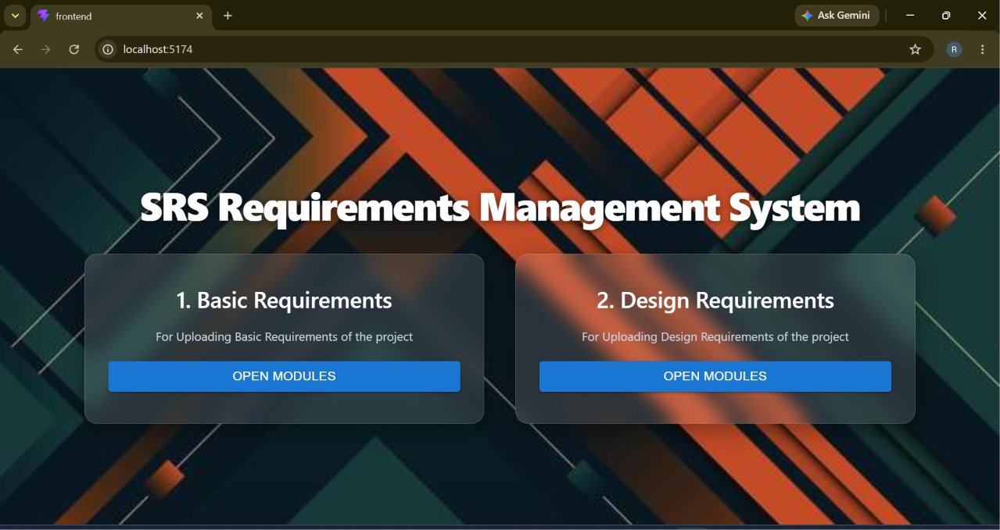 frontend
Ask Gemini
localhost:5174
R
SRS Requirements Management System
1. Basic Requirements
For Uploading Basic Requirements of the project
OPEN MODULES
2. Design Requirements
For Uploading Design Requirements of the project
OPEN MODULES